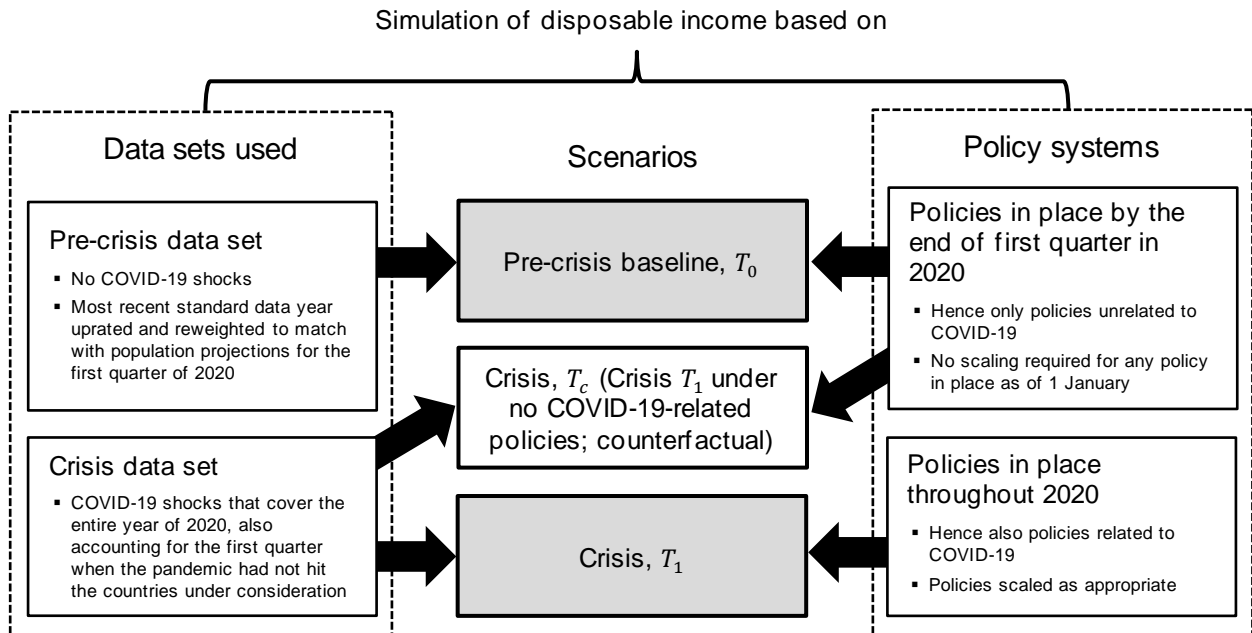 Simulation of disposable income based on
Data sets used
Pre-crisis data set
▪ No COVID-19 shocks
▪ Most recent standard data year
uprated and reweighted to match
with population projections for the
first quarter of 2020
Crisis data set
▪ COVID-19 shocks that cover the
entire year of 2020, also
accounting for the first quarter
when the pandemic had not hit
the countries under consideration
Scenarios
Pre-crisis baseline, T₀
Crisis, T_c (Crisis T₁ under
no COVID-19-related
policies; counterfactual)
Crisis, T₁
Policy systems
Policies in place by the
end of first quarter in
2020
▪ Hence only policies unrelated to
COVID-19
▪ No scaling required for any policy
in place as of 1 January
Policies in place
throughout 2020
▪ Hence also policies related to
COVID-19
▪ Policies scaled as appropriate